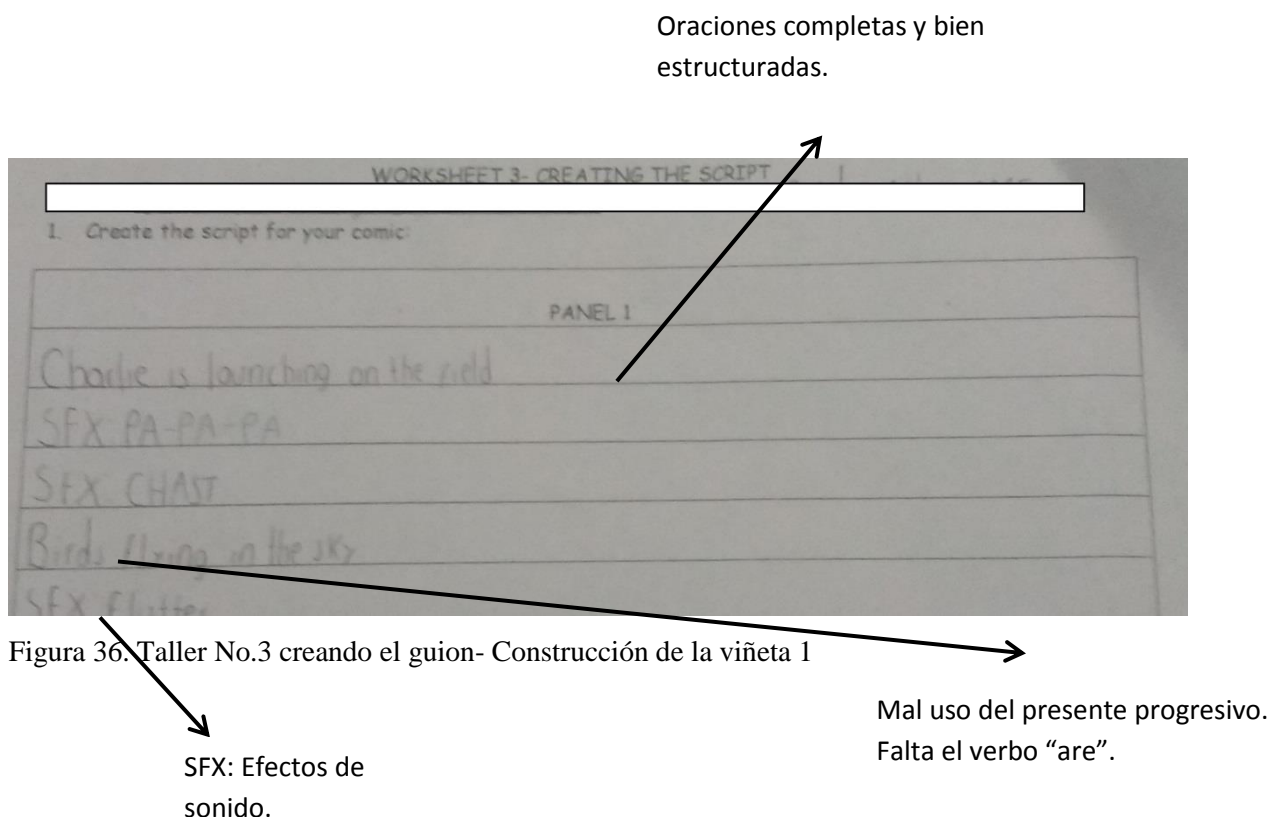 Oraciones completas y bien
estructuradas.
WORKSHEET 3- CREATING THE SCRIPT
1. Create the script for your comic:
PANEL 1
Charlie is launching on the field
SFX PA-PA-PA
SFX CHAST
Birds flying in the sky
SFX Flutter
Figura 36. Taller No.3 creando el guion- Construcción de la viñeta 1
Mal uso del presente progresivo.
Falta el verbo “are”.
SFX: Efectos de
sonido.